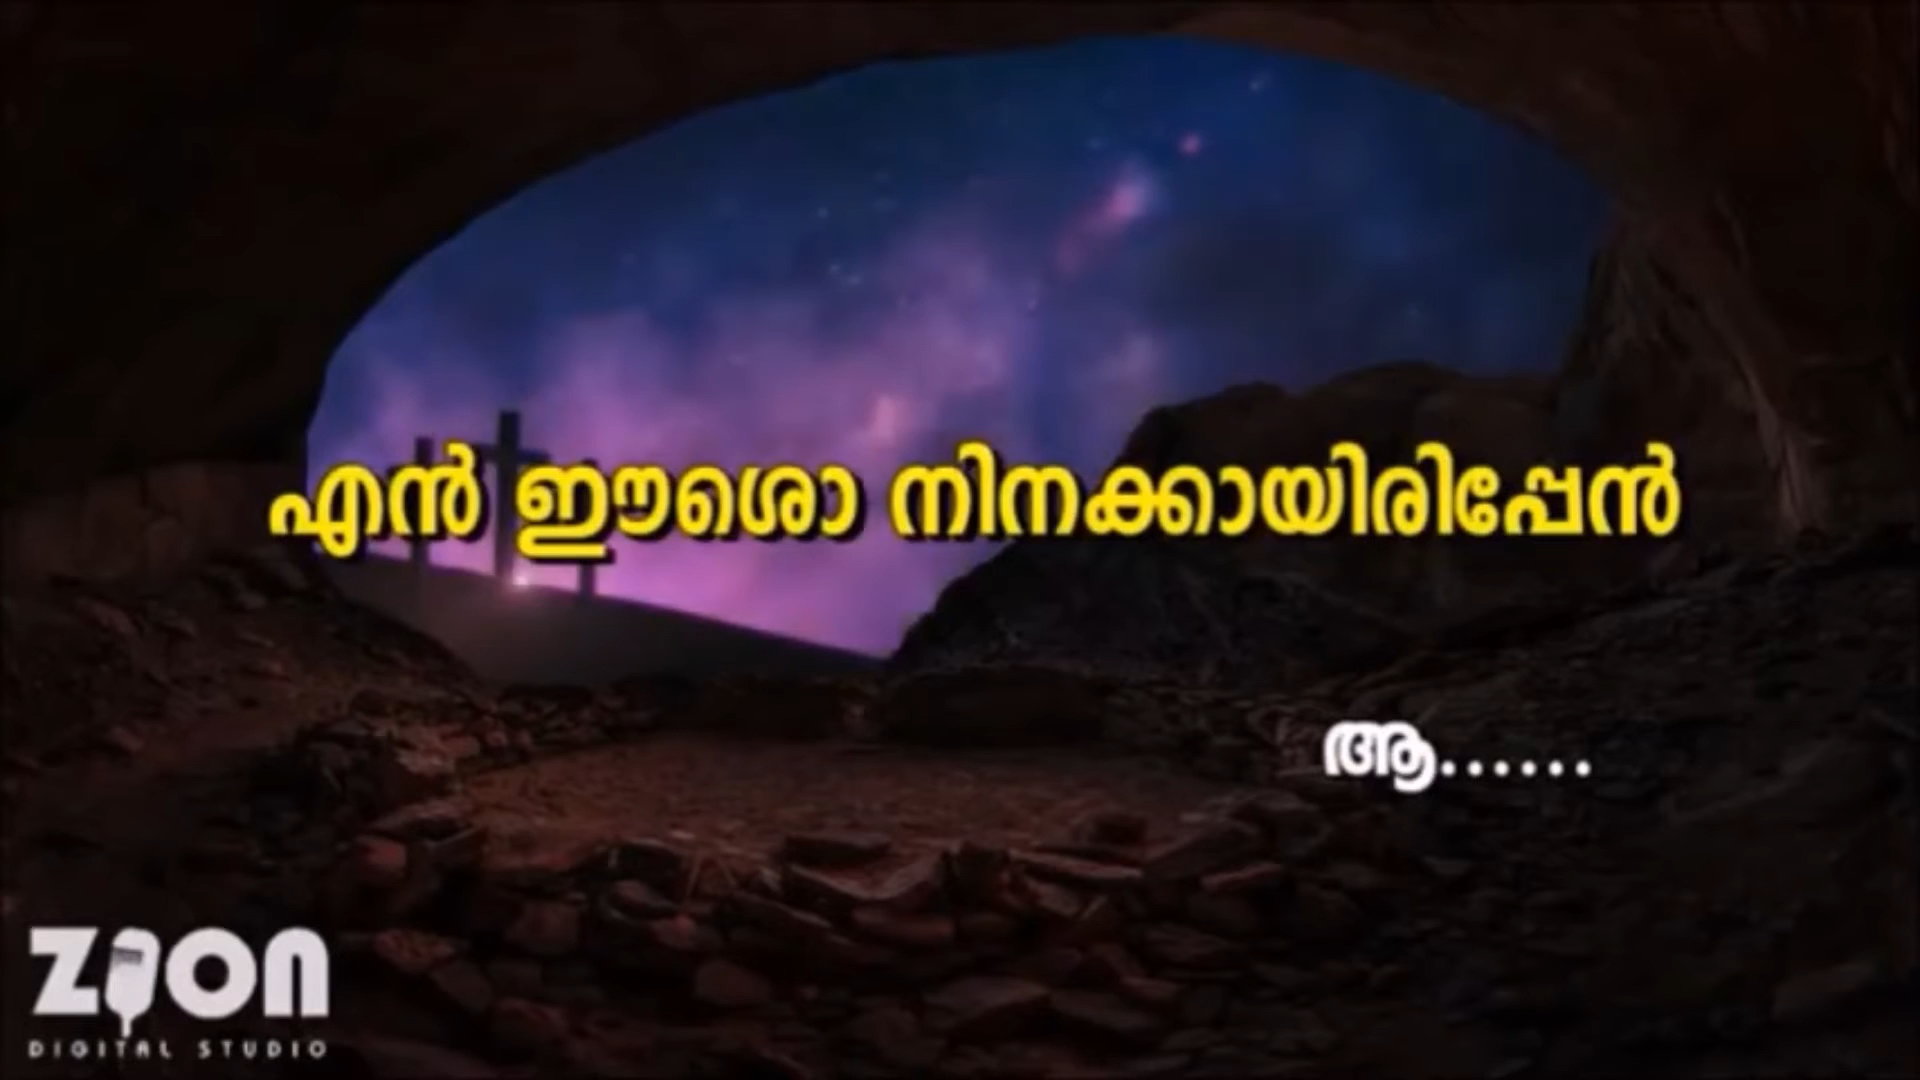 എൻ ഈശൊ നിനക്കായിരിപ്പേൻ
ആ......
ZION
DIGITAL STUDIO